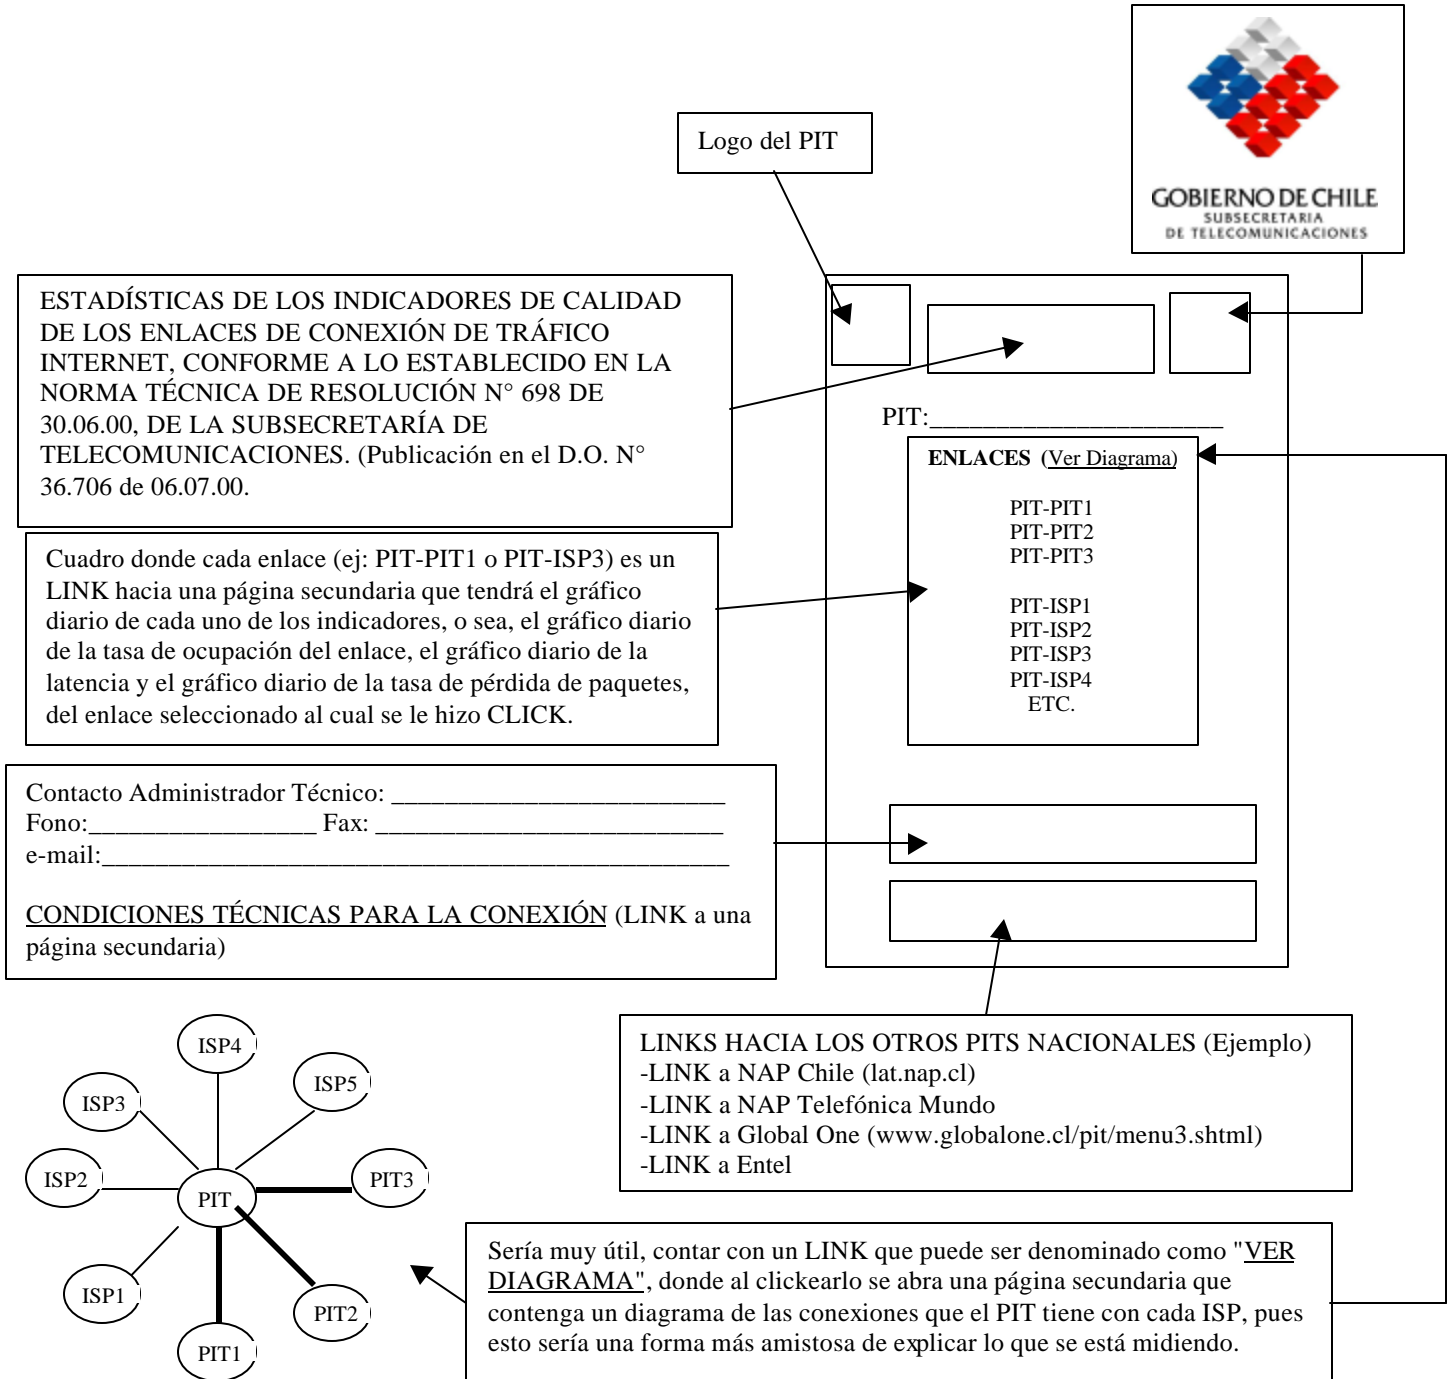 GOBIERNO DE CHILE
SUBSECRETARIA
DE TELECOMUNICACIONES
Logo del PIT
ESTADÍSTICAS DE LOS INDICADORES DE CALIDAD
DE LOS ENLACES DE CONEXIÓN DE TRÁFICO
INTERNET, CONFORME A LO ESTABLECIDO EN LA
NORMA TÉCNICA DE RESOLUCIÓN N° 698 DE
30.06.00, DE LA SUBSECRETARÍA DE
TELECOMUNICACIONES. (Publicación en el D.O. N°
36.706 de 06.07.00.
PIT:______________________
ENLACES (Ver Diagrama)
PIT-PIT1
PIT-PIT2
PIT-PIT3
PIT-ISP1
PIT-ISP2
PIT-ISP3
PIT-ISP4
ETC.
Cuadro donde cada enlace (ej: PIT-PIT1 o PIT-ISP3) es un
LINK hacia una página secundaria que tendrá el gráfico
diario de cada uno de los indicadores, o sea, el gráfico diario
de la tasa de ocupación del enlace, el gráfico diario de la
latencia y el gráfico diario de la tasa de pérdida de paquetes,
del enlace seleccionado al cual se le hizo CLICK.
Contacto Administrador Técnico: _________________________
Fono:_________________ Fax: __________________________
e-mail:_______________________________________________
CONDICIONES TÉCNICAS PARA LA CONEXIÓN (LINK a una
página secundaria)
LINKS HACIA LOS OTROS PITS NACIONALES (Ejemplo)
-LINK a NAP Chile (lat.nap.cl)
-LINK a NAP Telefónica Mundo
-LINK a Global One (www.globalone.cl/pit/menu3.shtml)
-LINK a Entel
ISP4
ISP5
ISP3
ISP2
PIT
PIT3
ISP1
PIT2
PIT1
Sería muy útil, contar con un LINK que puede ser denominado como "VER
DIAGRAMA", donde al clickearlo se abra una página secundaria que
contenga un diagrama de las conexiones que el PIT tiene con cada ISP, pues
esto sería una forma más amistosa de explicar lo que se está midiendo.